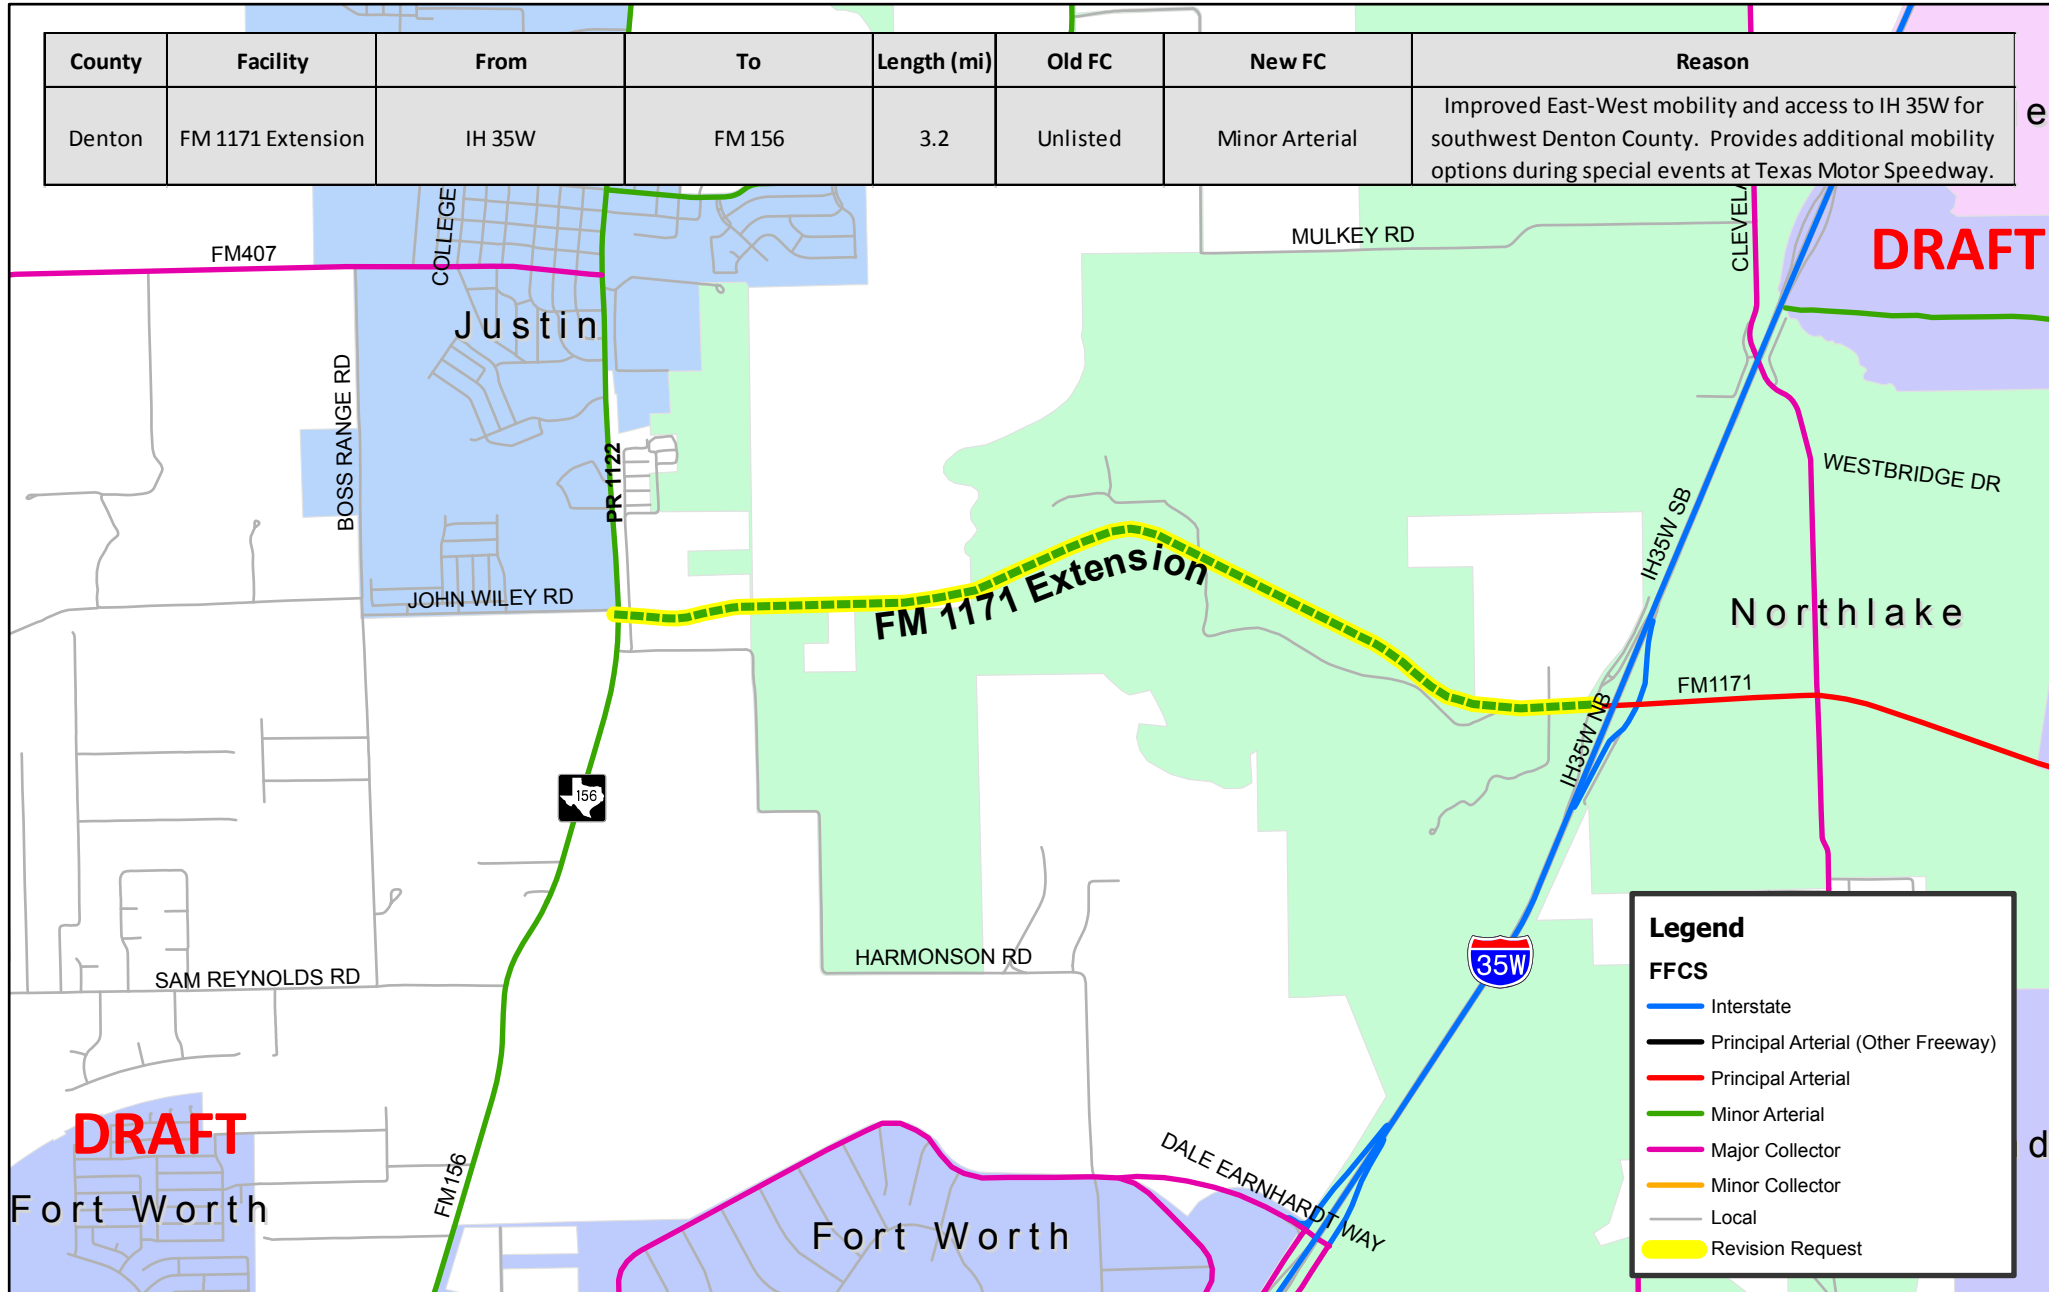 County Facility From To Length (mi) Old FC New FC Reason
Denton FM 1171 Extension IH 35W FM 156 3.2 Unlisted Minor Arterial Improved East-West mobility and access to IH 35W for
southwest Denton County. Provides additional mobility
options during special events at Texas Motor Speedway.
e
COLLEGE
CLEVELA
MULKEY RD
DRAFT
FM407
Justin
BOSS RANGE RD
PR 1122
WESTBRIDGE DR
IH35W SB
FM 1171 Extension
JOHN WILEY RD
Northlake
FM1171
IH35W NB
156
HARMONSON RD
35W
SAM REYNOLDS RD
DRAFT
Fort Worth
FM156
Fort Worth
DALE EARNHARDT WAY
d
Legend
FFCS
Interstate
Principal Arterial (Other Freeway)
Principal Arterial
Minor Arterial
Major Collector
Minor Collector
Local
Revision Request